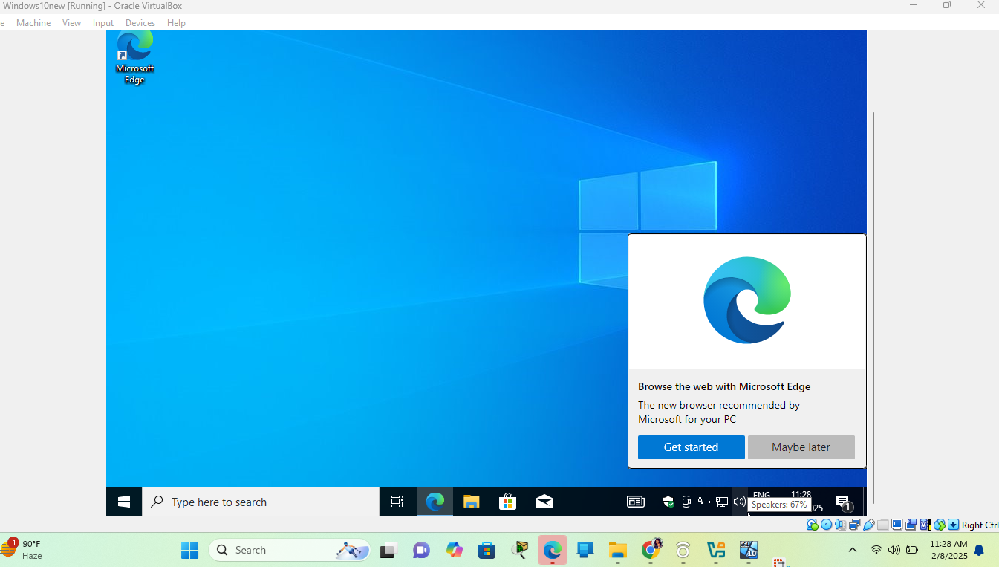 Windows10new [Running] - Oracle VirtualBox
e Machine View Input Devices Help
Microsoft
Edge
Browse the web with Microsoft Edge
The new browser recommended by
Microsoft for your PC
Get started Maybe later
Type here to search
ENG 11:28
Speakers: 67%
025
1
Right Ctrl
1
90°F
Haze
Search
x64
10
11:28 AM
2/8/2025